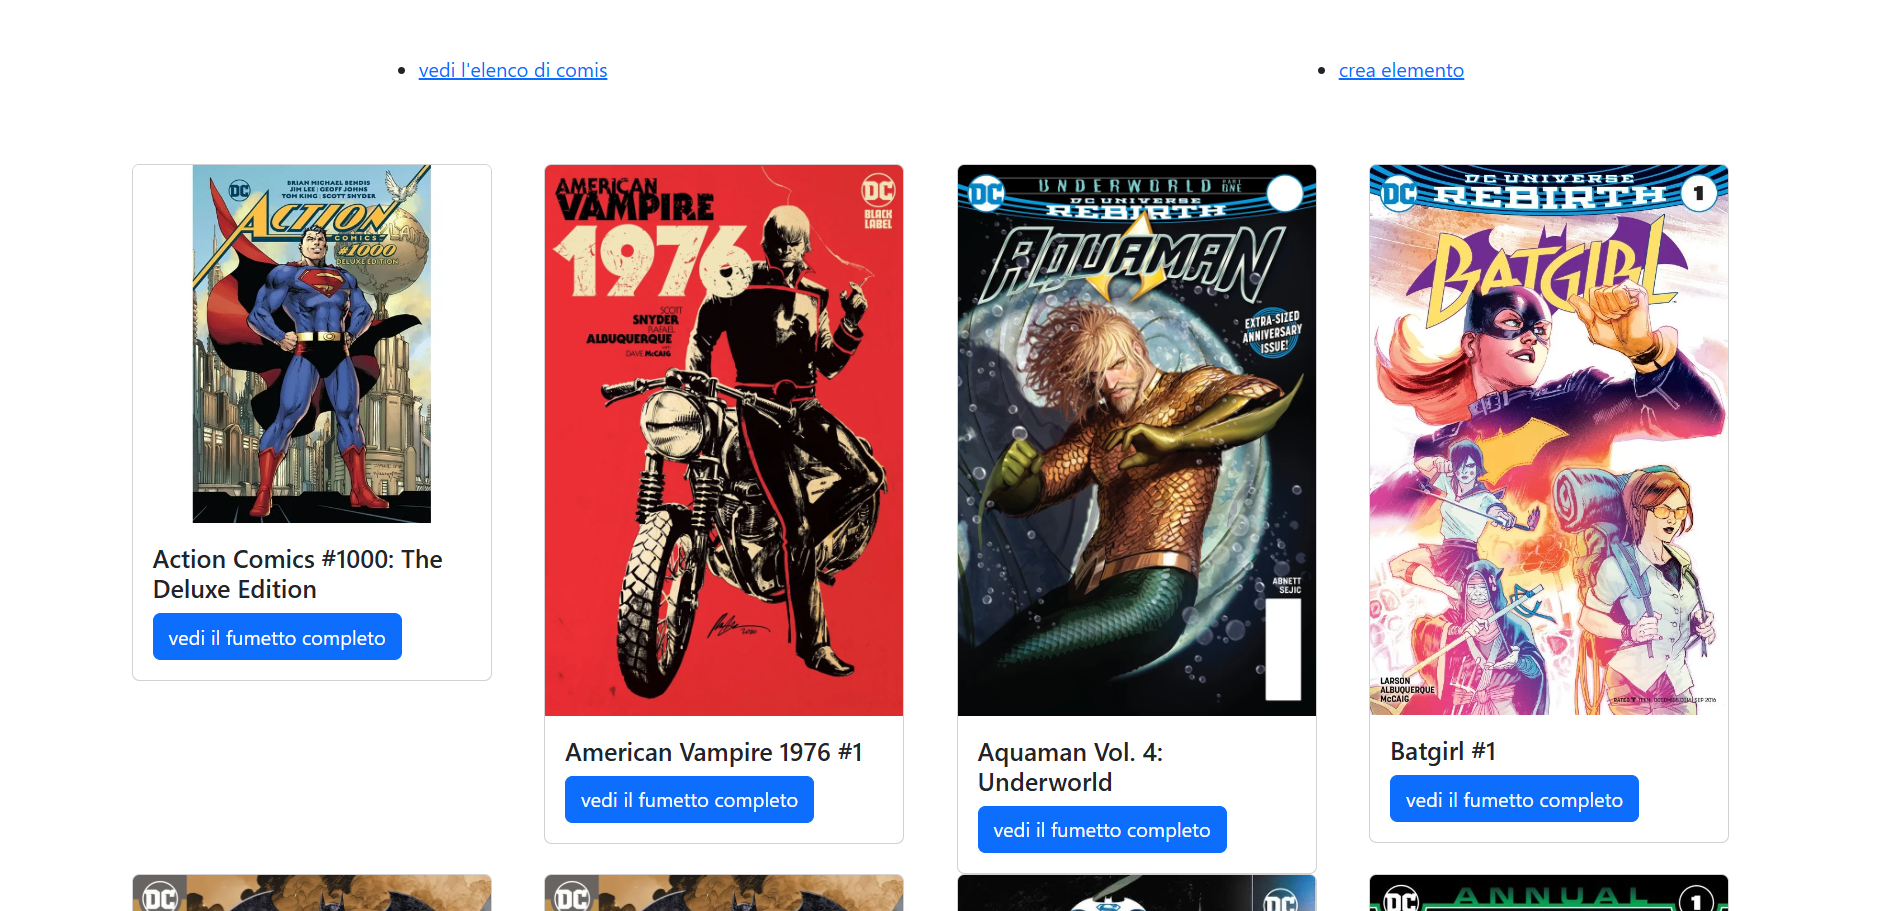 vedi l'elenco di comis
crea elemento
DC
BRIAN MICHAEL BENDIS
JIM LEE | GEOFF JOHNS
TOM KING | SCOTT SNYDER
ACTION
COMICS
#1000
DELUXE EDITION
Action Comics #1000: The
Deluxe Edition
vedi il fumetto completo
AMERICAN
VAMPIRE
1976
DC
BLACK
LABEL
SCOTT
SNYDER
RAFAEL
ALBUQUERQUE
DAVE McCAIG
American Vampire 1976 #1
vedi il fumetto completo
DC
UNDERWORLD PART ONE
DC UNIVERSE
REBIRTH
AQUAMAN
EXTRA-SIZED
ANNIVERSARY
ISSUE!
ABNETT
SEJIC
Aquaman Vol. 4:
Underworld
vedi il fumetto completo
DC
DC UNIVERSE
REBIRTH
1
BATGIRL
LARSON
ALBUQUERQUE
McCAIG
Batgirl #1
vedi il fumetto completo
DC
DC
DC
DC
ANNUAL
1